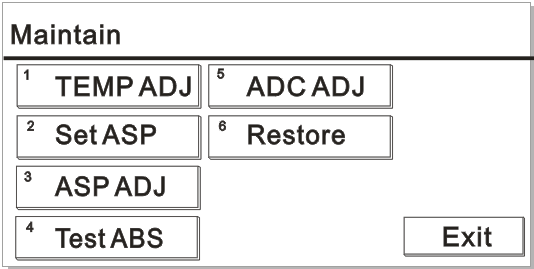 Maintain
1 TEMP ADJ
5 ADC ADJ
2 Set ASP
6 Restore
3 ASP ADJ
4 Test ABS
Exit